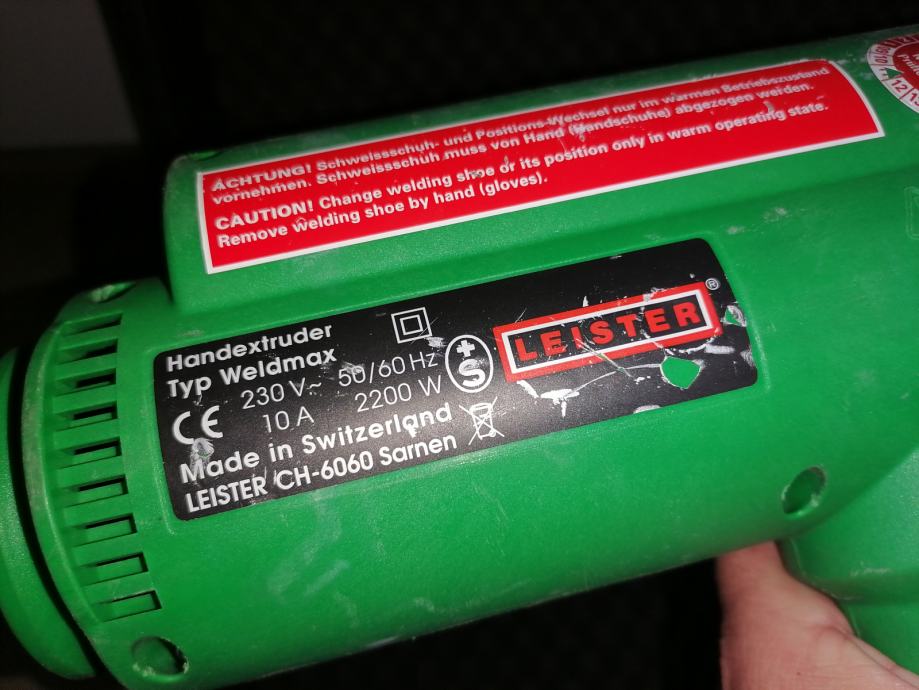 ACHTUNG! Schweissschuh- und Positions-Wechsel nur im warmen Betriebszustand
vornehmen. Schweissschuh muss von Hand (Handschuhe) abgezogen werden.
CAUTION! Change welding shoe or its position only in warm operating state.
Remove welding shoe by hand (gloves).
Handextruder
Typ Weldmax
230 V~ 50/60 Hz
CE 10 A 2200 W
+S
LEISTER®
Made in Switzerland
LEISTER CH-6060 Sarnen
12